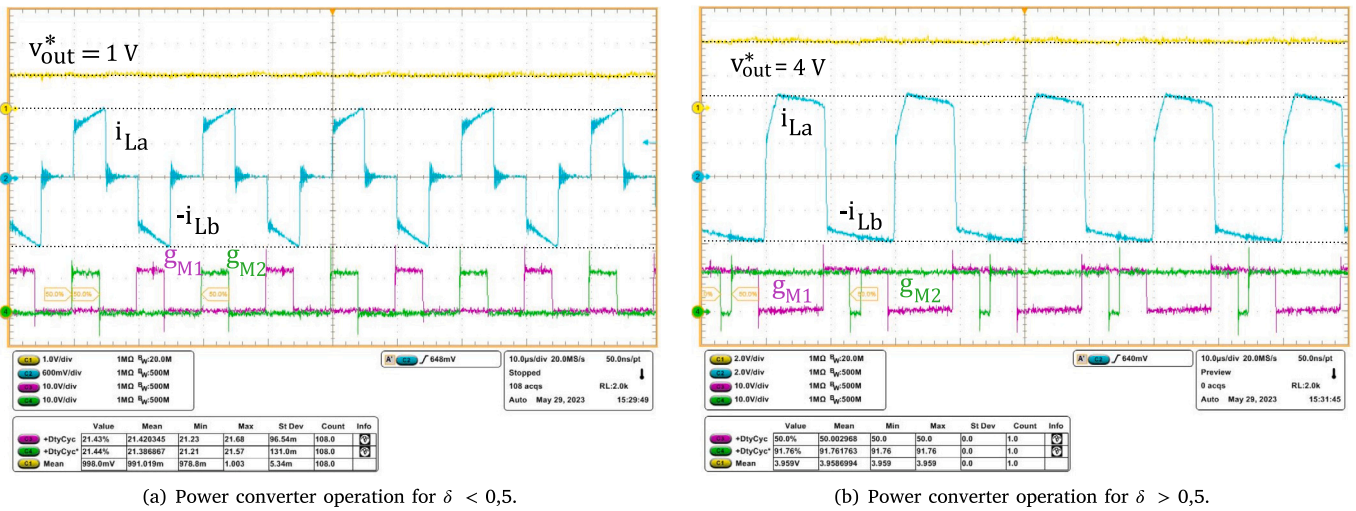 v*out = 1 V
1
iLa
2
-iLb
gM1
gM2
50.0%
50.0%
50.0%
4
C1 1.0V/div 1MΩ BW:20.0M
C2 600mV/div 1MΩ BW:500M
C3 10.0V/div 1MΩ BW:500M
C4 10.0V/div 1MΩ BW:500M
A' C2 648mV
10.0µs/div 20.0MS/s 50.0ns/pt
Stopped
108 acqs RL:2.0k
Auto May 29, 2023 15:29:49
Value Mean Min Max St Dev Count Info
C3 +DtyCyc 21.43% 21.420345 21.23 21.68 96.54m 108.0
C4 +DtyCyc* 21.44% 21.386867 21.21 21.57 131.0m 108.0
C1 Mean 998.0mV 991.019m 978.8m 1.003 5.34m 108.0
(a) Power converter operation for δ < 0,5.
v*out = 4 V
1
iLa
2
-iLb
gM1
gM2
4
C1 2.0V/div 1MΩ BW:20.0M
C2 2.0V/div 1MΩ BW:500M
C3 10.0V/div 1MΩ BW:500M
C4 10.0V/div 1MΩ BW:500M
A' C2 640mV
10.0µs/div 20.0MS/s 50.0ns/pt
Preview
0 acqs RL:2.0k
Auto May 29, 2023 15:31:45
Value Mean Min Max St Dev Count Info
+DtyCyc 50.0% 50.002968 50.0 50.0 0.0 1.0
C4 +DtyCyc* 91.76% 91.761763 91.76 91.76 0.0 1.0
C1 Mean 3.959V 3.9586994 3.959 3.959 0.0 1.0
(b) Power converter operation for δ > 0,5.